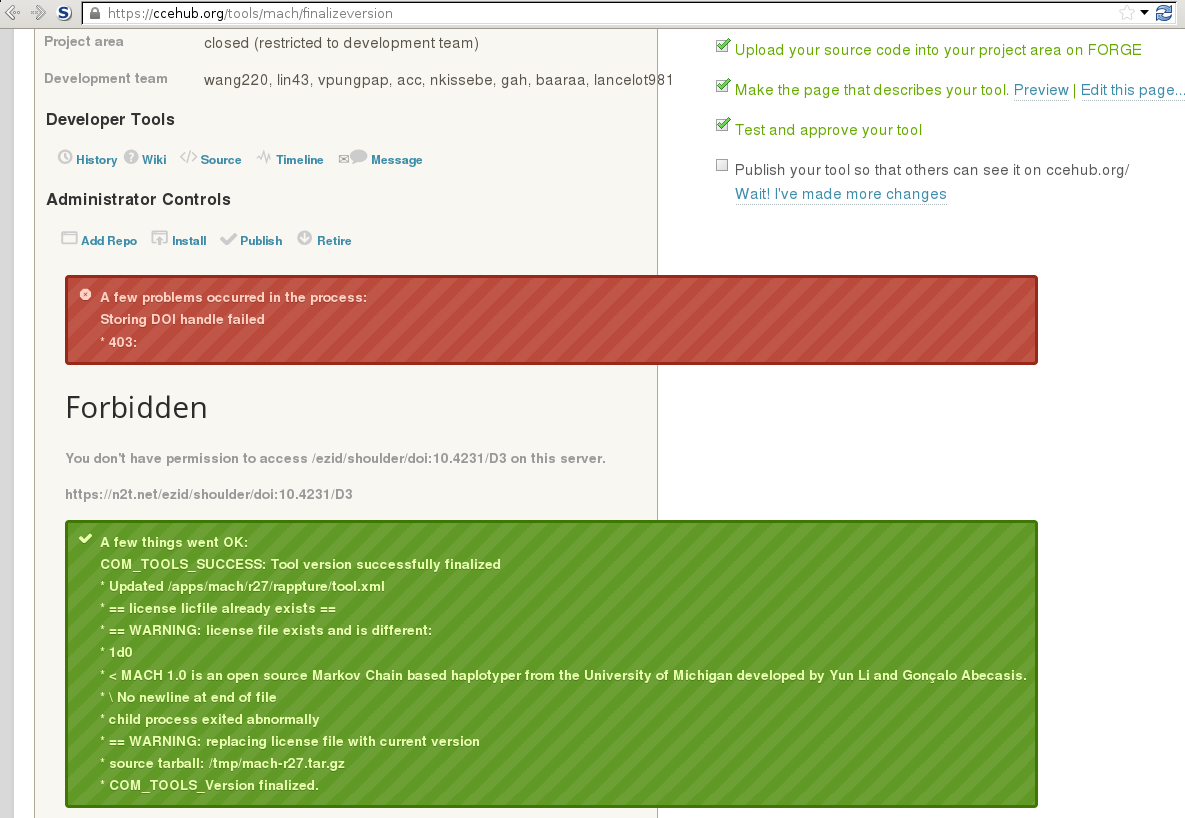 https://ccehub.org/tools/mach/finalizeversion
Project area closed (restricted to development team)
Development team wang220, lin43, vpungpap, acc, nkissebe, gah, baaraa, lancelot981
Developer Tools
History Wiki Source Timeline Message
Administrator Controls
Add Repo Install Publish Retire
Upload your source code into your project area on FORGE
Make the page that describes your tool. Preview | Edit this page...
Test and approve your tool
Publish your tool so that others can see it on ccehub.org/
Wait! I've made more changes
A few problems occurred in the process:
Storing DOI handle failed
* 403:
Forbidden
You don't have permission to access /ezid/shoulder/doi:10.4231/D3 on this server.
https://n2t.net/ezid/shoulder/doi:10.4231/D3
A few things went OK:
COM_TOOLS_SUCCESS: Tool version successfully finalized
* Updated /apps/mach/r27/rappture/tool.xml
* == license licfile already exists ==
* == WARNING: license file exists and is different:
* 1d0
* < MACH 1.0 is an open source Markov Chain based haplotyper from the University of Michigan developed by Yun Li and Gonçalo Abecasis.
* \ No newline at end of file
* child process exited abnormally
* == WARNING: replacing license file with current version
* source tarball: /tmp/mach-r27.tar.gz
* COM_TOOLS_Version finalized.